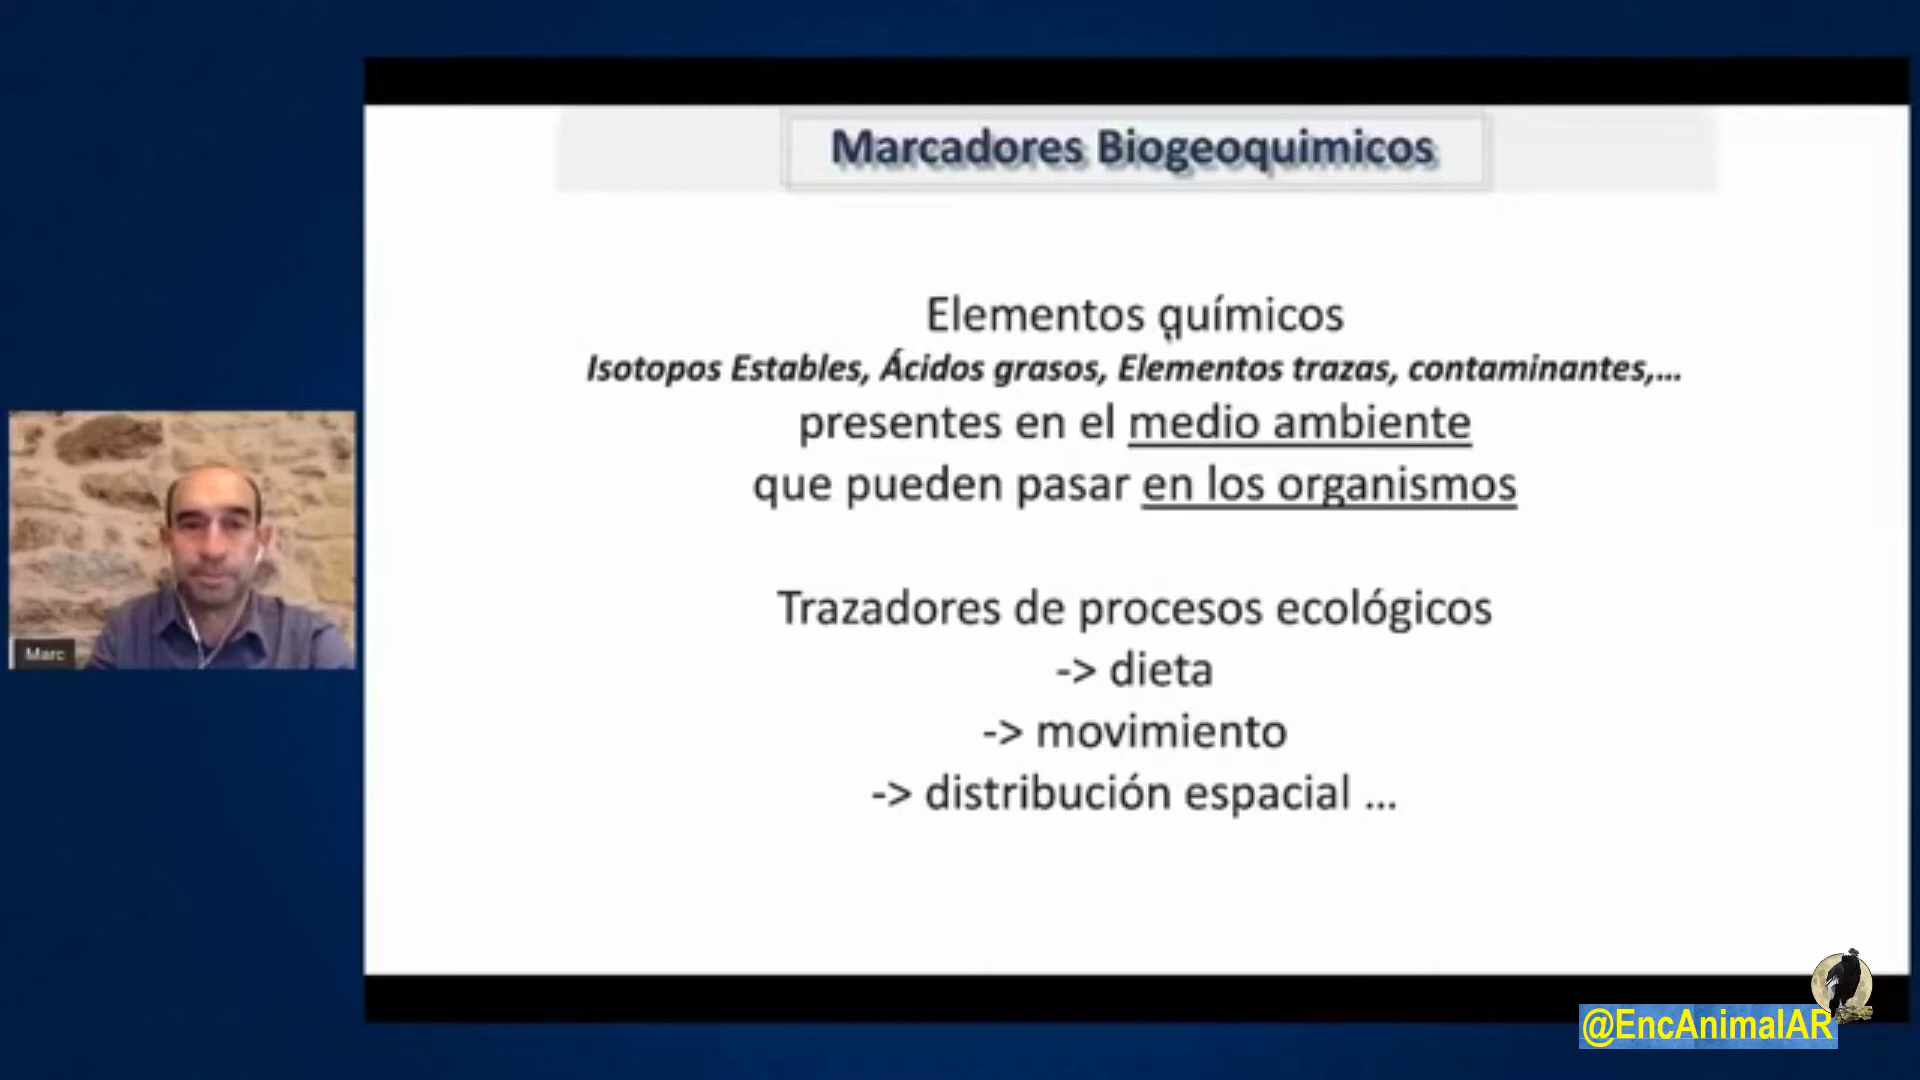 Marcadores Biogeoquimicos
Elementos químicos
Isotopos Estables, Ácidos grasos, Elementos trazas, contaminantes,...
presentes en el medio ambiente
que pueden pasar en los organismos
Trazadores de procesos ecológicos
-> dieta
-> movimiento
-> distribución espacial ...
Marc
@EncAnimalAR